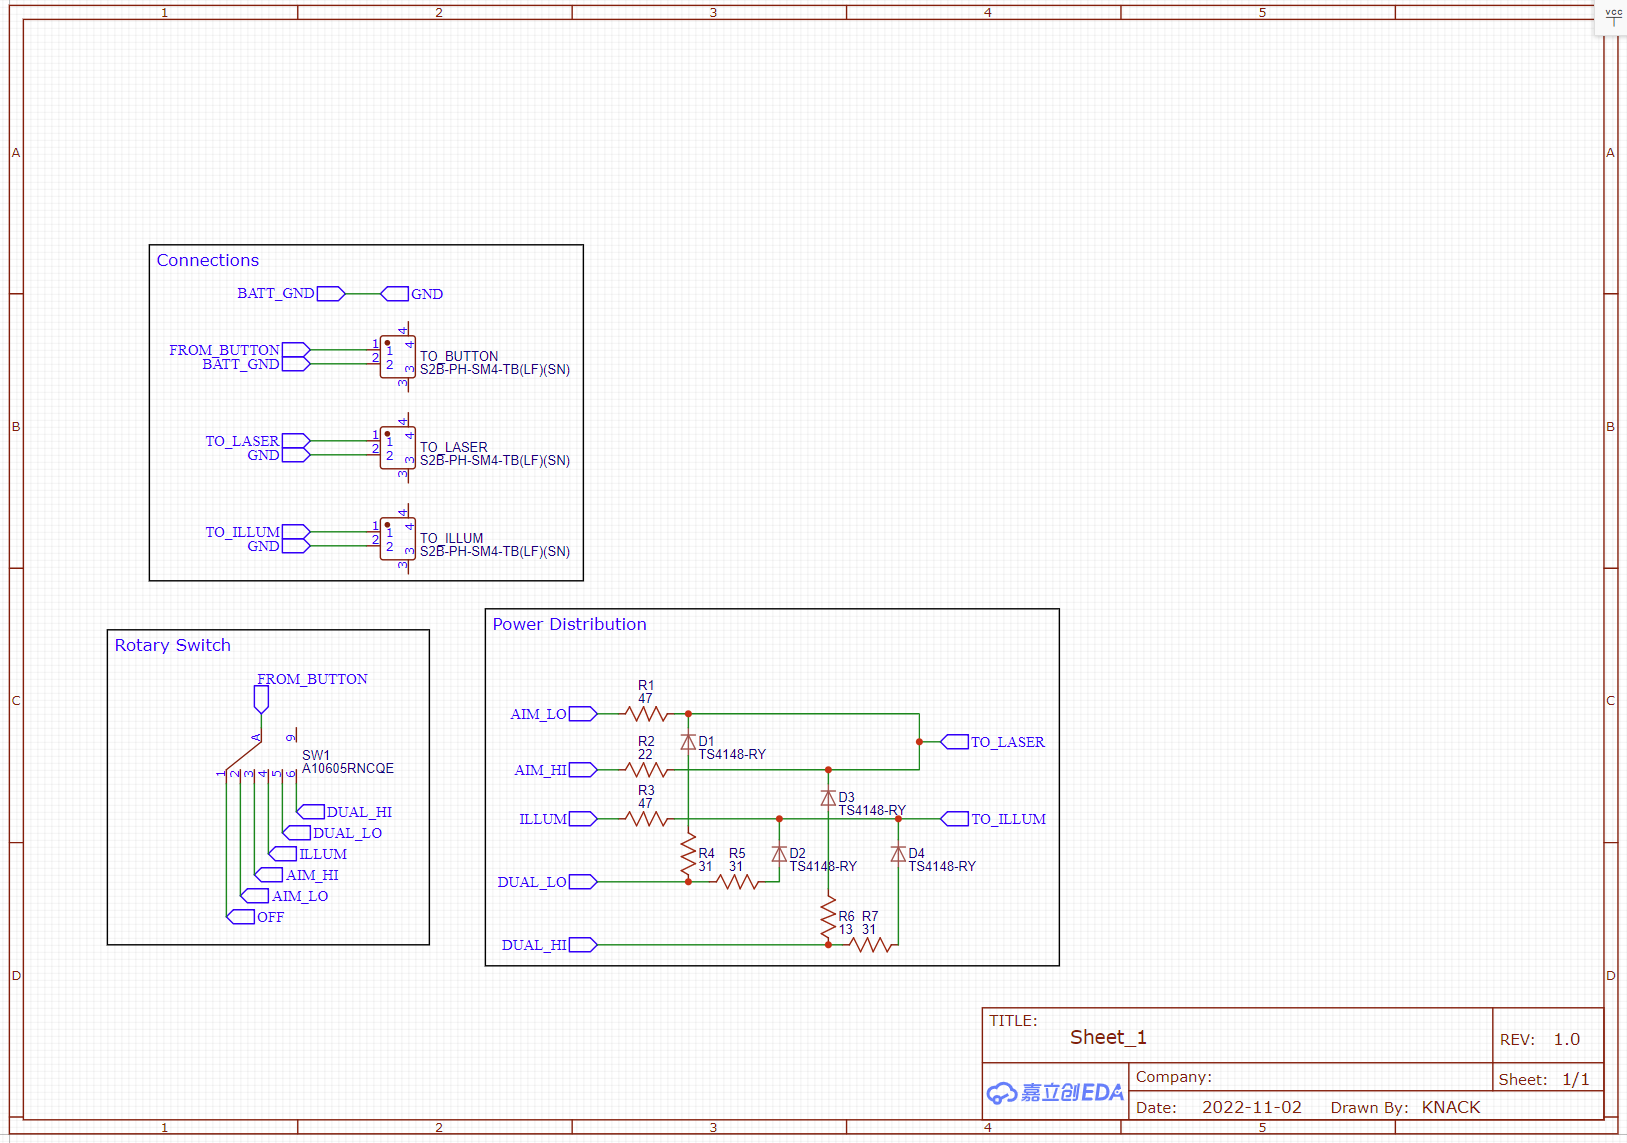 1 2 3 4 5
VCC
A A
Connections
BATT_GND GND
4
FROM_BUTTON 1 1 4
BATT_GND 2 2 3
TO_BUTTON
S2B-PH-SM4-TB(LF)(SN)
3
B B
4
TO_LASER 1 1 4
GND 2 2 3
TO_LASER
S2B-PH-SM4-TB(LF)(SN)
3
4
TO_ILLUM 1 1 4
GND 2 2 3
TO_ILLUM
S2B-PH-SM4-TB(LF)(SN)
3
C C
Rotary Switch
FROM_BUTTON
A 9
SW1
A10605RNCQE
1 2 3 4 5 6
DUAL_HI
DUAL_LO
ILLUM
AIM_HI
AIM_LO
OFF
Power Distribution
R1
47
AIM_LO
D1
TS4148-RY
TO_LASER
R2
22
AIM_HI
R3
47
D3
TS4148-RY
ILLUM
TO_ILLUM
R4
31
R5
31
D2
TS4148-RY
D4
TS4148-RY
DUAL_LO
R6
13
R7
31
DUAL_HI
D D
TITLE:
Sheet_1
REV: 1.0
嘉立创EDA
Company:
Sheet: 1/1
Date: 2022-11-02 Drawn By: KNACK
1 2 3 4 5